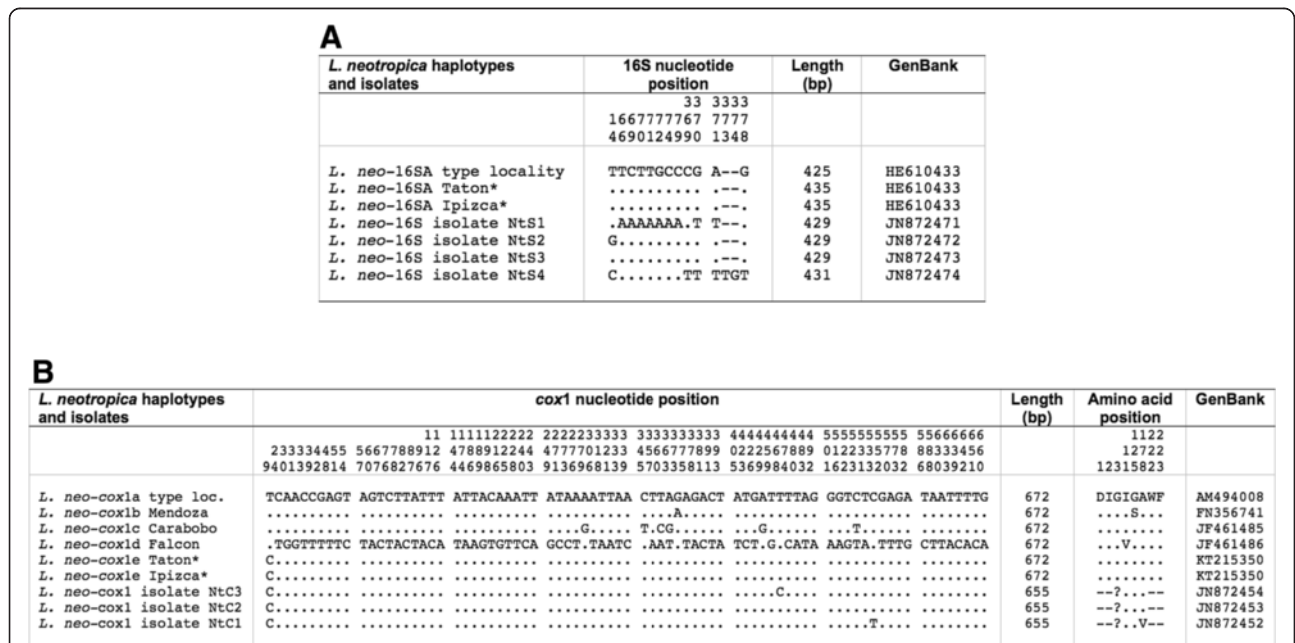 A
L. neotropica haplotypes and isolates 16S nucleotide position Length (bp) GenBank
33 3333
1667777767 7777
4690124990 1348
L. neo-16SA type locality TTCTTGCCCG A--G 425 HE610433
L. neo-16SA Taton* .......... .--. 435 HE610433
L. neo-16SA Ipizca* .......... .--. 435 HE610433
L. neo-16S isolate NtS1 .AAAAAAA.T T--. 429 JN872471
L. neo-16S isolate NtS2 G......... .--. 429 JN872472
L. neo-16S isolate NtS3 .......... .--. 429 JN872473
L. neo-16S isolate NtS4 C.......TT TTGT 431 JN872474
B
L. neotropica haplotypes and isolates cox1 nucleotide position Length (bp) Amino acid position GenBank
11 1111122222 2222233333 3333333333 4444444444 5555555555 55666666 1122
233334455 5667788912 4788912244 4777701233 4566777899 0222567889 0122335778 88333456 12722
9401392814 7076827676 4469865803 9136968139 5703358113 5369984032 1623132032 68039210 12315823
L. neo-cox1a type loc. TCAACCGAGT AGTCTTATTT ATTACAAATT ATAAAATTAA CTTAGAGACT ATGATTTTAG GGTCTCGAGA TAATTTTG 672 DIGIGAWF AM494008
L. neo-cox1b Mendoza .......... .......... .......... .......... ....A..... .......... .......... ........ 672 ....S... FN356741
L. neo-cox1c Carabobo .......... .......... .......... ....G..... T.CG...... ....G..... ....T..... ........ 672 ........ JF461485
L. neo-cox1d Falcon .TGGTTTTTC TACTACTACA TAAGTGTTCA GCCT.TAATC .AAT.TACTA TCT.G.CATA AAGTA.TTTG CTTACACA 672 ...V.... JF461486
L. neo-cox1e Taton* C......... .......... .......... .......... .......... .......... .......... ........ 672 ........ KT215350
L. neo-cox1e Ipizca* C......... .......... .......... .......... .......... .......... .......... ........ 672 ........ KT215350
L. neo-cox1 isolate NtC3 C......... .......... .......... .......... .......... .....C.... .......... ........ 655 --?...-- JN872454
L. neo-cox1 isolate NtC2 C......... .......... .......... .......... .......... .......... .......... ........ 655 --?...-- JN872453
L. neo-cox1 isolate NtC1 C......... .......... .......... .......... .......... .......... .....T.... ........ 655 --?..V-- JN872452